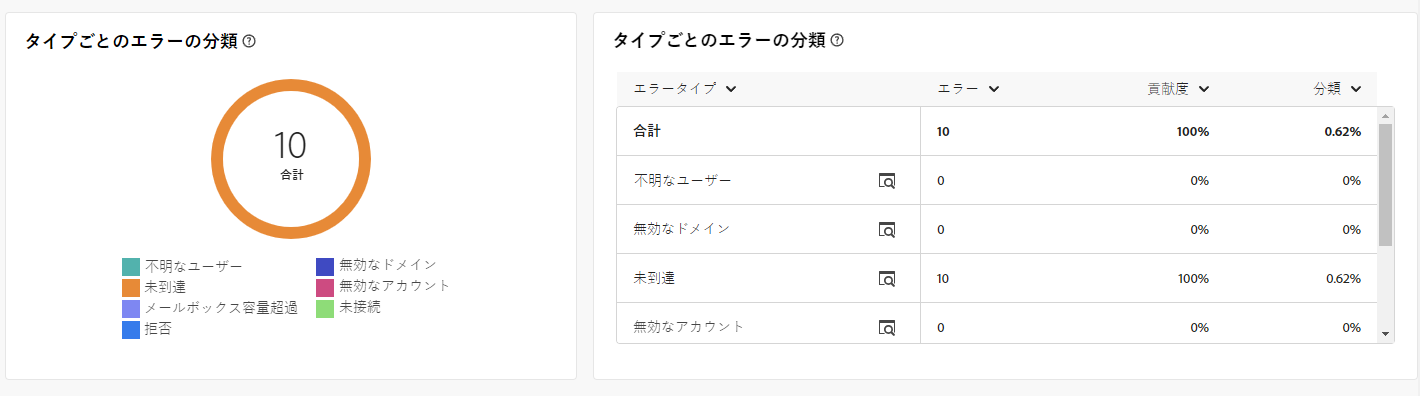 タイプごとのエラーの分類
10
合計
不明なユーザー 無効なドメイン
未到達 無効なアカウント
メールボックス容量超過 未接続
拒否
タイプごとのエラーの分類
エラータイプ エラー 貢献度 分類
合計 10 100% 0.62%
不明なユーザー 0 0% 0%
無効なドメイン 0 0% 0%
未到達 10 100% 0.62%
無効なアカウント 0 0% 0%